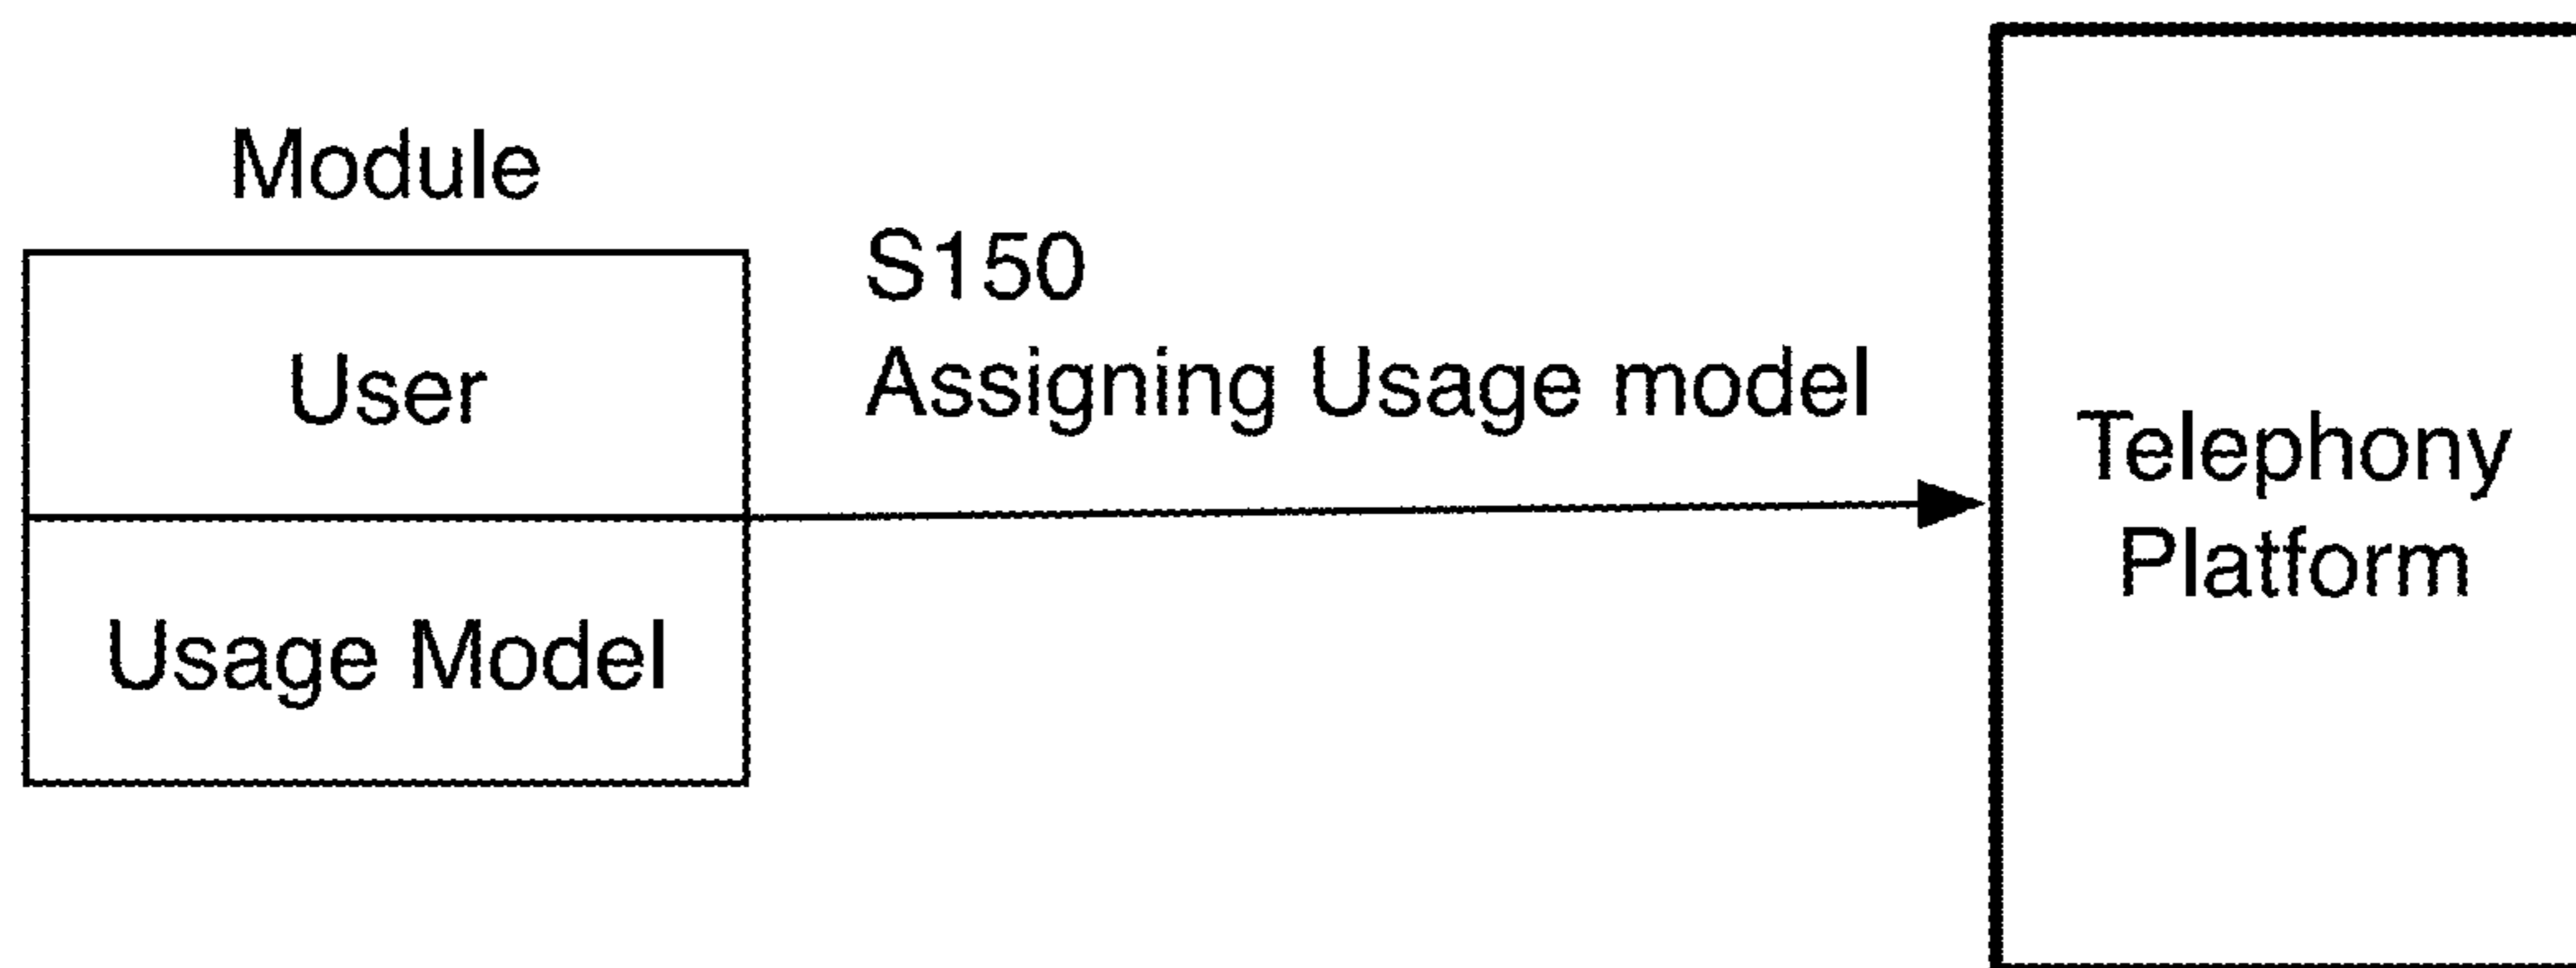 Module
User
Usage Model
S150
Assigning Usage model
Telephony
Platform